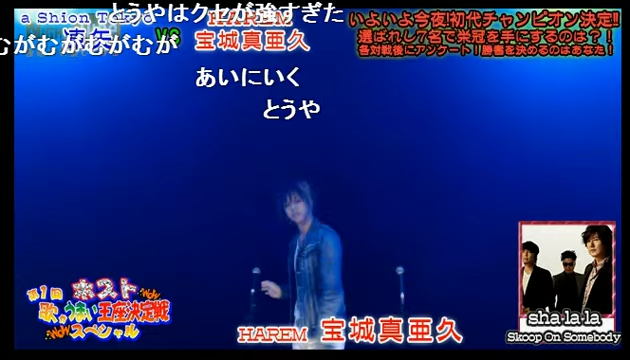 とうやはクセが強すぎた
a Shion TOKYO
HAREM
VS
宝城真亜久
むがむがむがむがむが
いよいよ今夜!初代チャンピオン決定!!
選ばれし7名で栄冠を手にするのは?!
各対戦後にアンケート!!勝者を決めるのはあなた!
あいにいく
とうや
第1回 ホスト
歌うまい王座決定戦
スペシャル
HAREM 宝城真亜久
sha la la
Skoop On Somebody